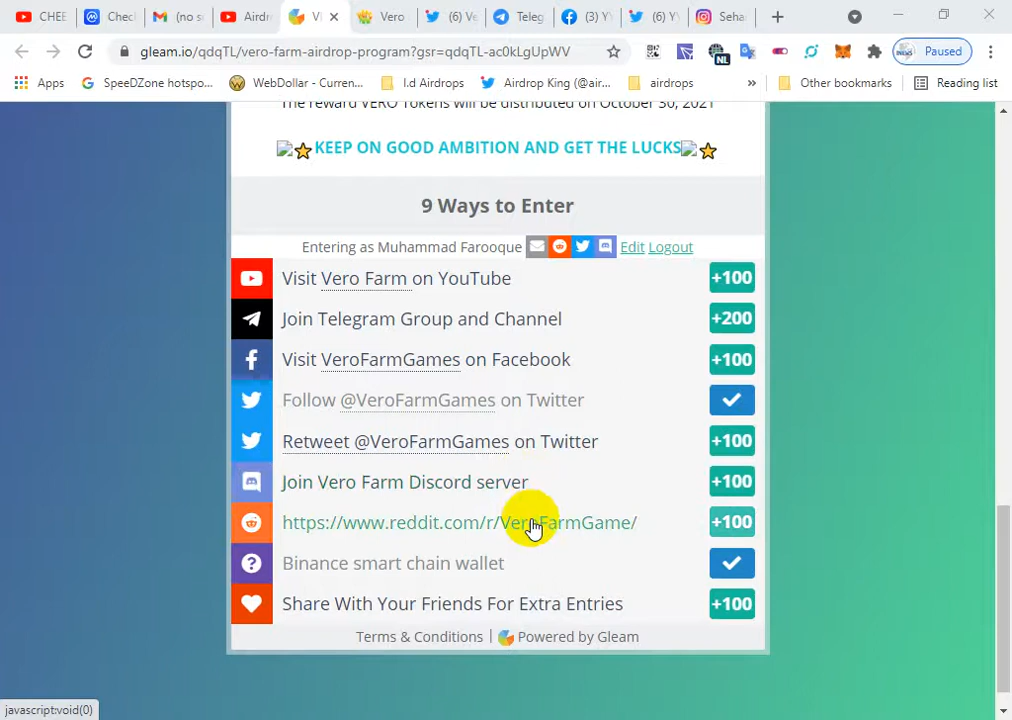 CHEE
Check
(no s
Airdr
Vi
Vero
(6) Ve
Teleg
(3) Y
(6) Y
Seha
gleam.io/qdqTL/vero-farm-airdrop-program?gsr=qdqTL-ac0kLgUpWV
NL
Paused
Apps
SpeeDZone hotspo...
WebDollar - Curren...
I.d Airdrops
Airdrop King (@air...
airdrops
»
Other bookmarks
Reading list
The reward VERO Tokens will be distributed on October 30, 2021
KEEP ON GOOD AMBITION AND GET THE LUCKS
9 Ways to Enter
Entering as Muhammad Farooque Edit Logout
Visit Vero Farm on YouTube +100
Join Telegram Group and Channel +200
Visit VeroFarmGames on Facebook +100
Follow @VeroFarmGames on Twitter
Retweet @VeroFarmGames on Twitter +100
Join Vero Farm Discord server +100
https://www.reddit.com/r/VeroFarmGame/ +100
Binance smart chain wallet
Share With Your Friends For Extra Entries +100
Terms & Conditions | Powered by Gleam
javascript:void(0)